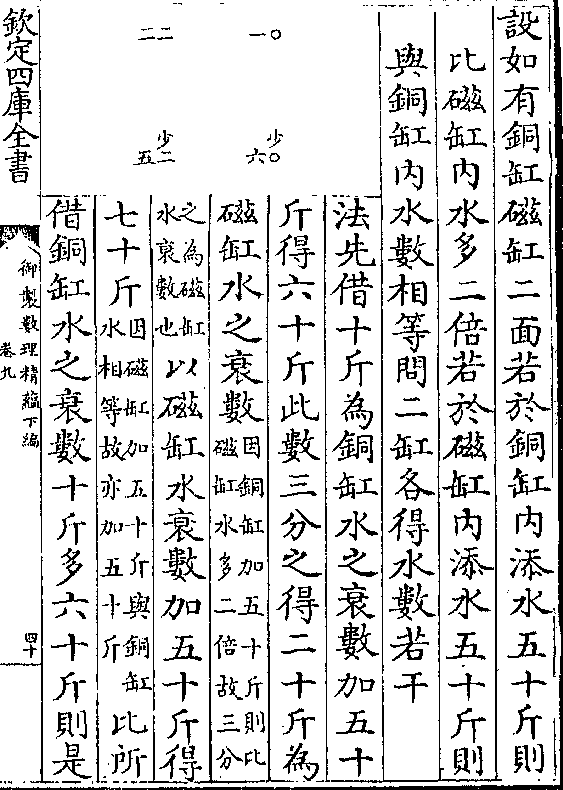 設如有銅缸磁缸二面若於銅缸内添水五十斤則
比磁缸内水多二倍若於磁缸内添水五十斤則
與銅缸内水數相等問二缸各得水數若干
法先借十斤為銅缸水之衰數加五十
斤得六十斤此數三分之得二十斤為
磁缸水之衰數因銅缸加五十斤則比
磁缸水多二倍故三分
之為磁缸
水衰數也以磁缸水衰數加五十斤得
七十斤因磁缸加五十斤與銅缸
水相等故亦加五十斤比所
借銅缸水之衰數十斤多六十斤則是
一〇
二二
少〇六
少二五
欽定四庫全書
御製數理精藴下編
卷九
四十